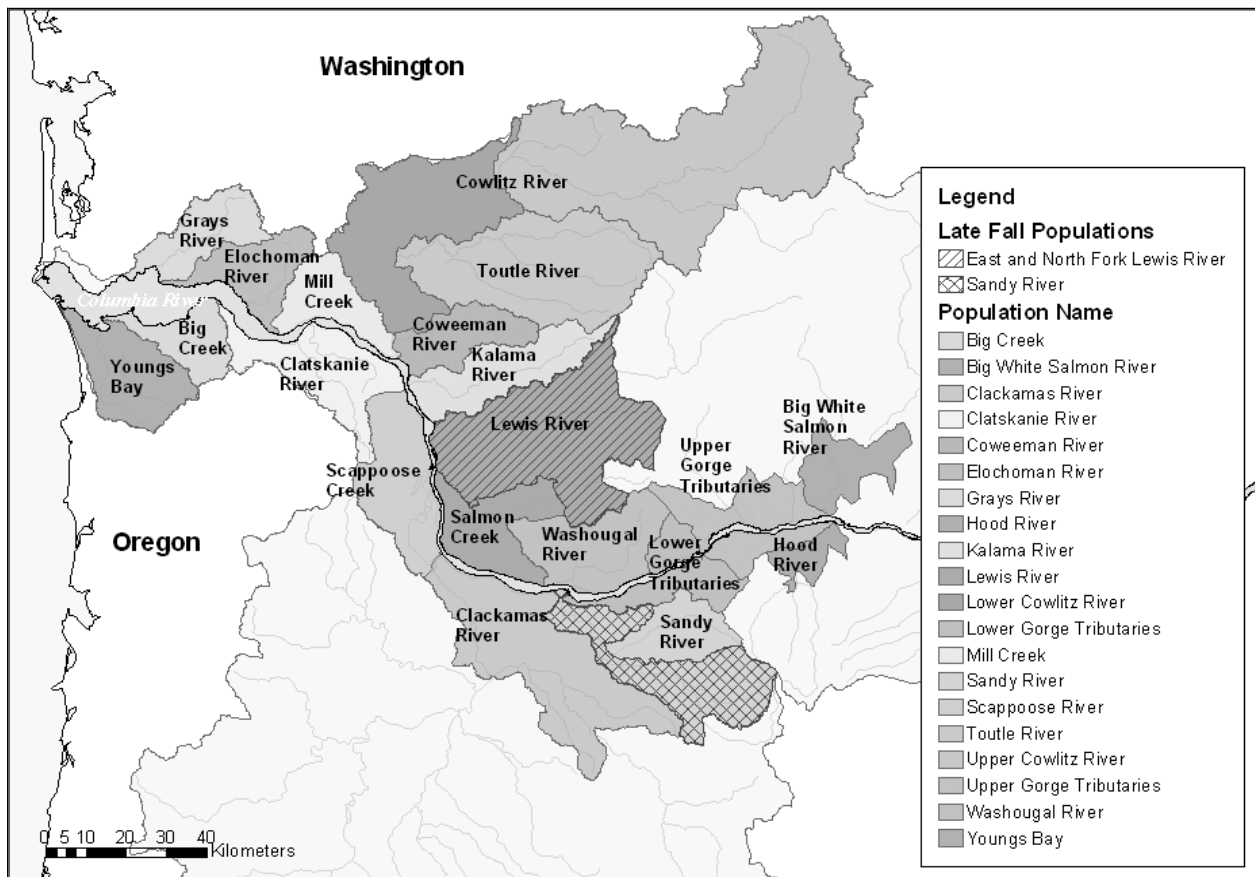 Washington
Cowlitz River
Grays
River
Elochoman
River
Mill
Creek
Toutle River
Columbia River
Big
Creek
Coweeman
River
Kalama
River
Youngs
Bay
Clatskanie
River
Lewis River
Big White
Salmon
River
Upper
Gorge
Tributaries
Scappoose
Creek
Oregon
Salmon
Creek
Washougal
River
Lower
Gorge
Tributaries
Hood
River
Clackamas
River
Sandy
River
0 5 10 20 30 40
Kilometers
Legend
Late Fall Populations
East and North Fork Lewis River
Sandy River
Population Name
Big Creek
Big White Salmon River
Clackamas River
Clatskanie River
Coweeman River
Elochoman River
Grays River
Hood River
Kalama River
Lewis River
Lower Cowlitz River
Lower Gorge Tributaries
Mill Creek
Sandy River
Scappoose River
Toutle River
Upper Cowlitz River
Upper Gorge Tributaries
Washougal River
Youngs Bay